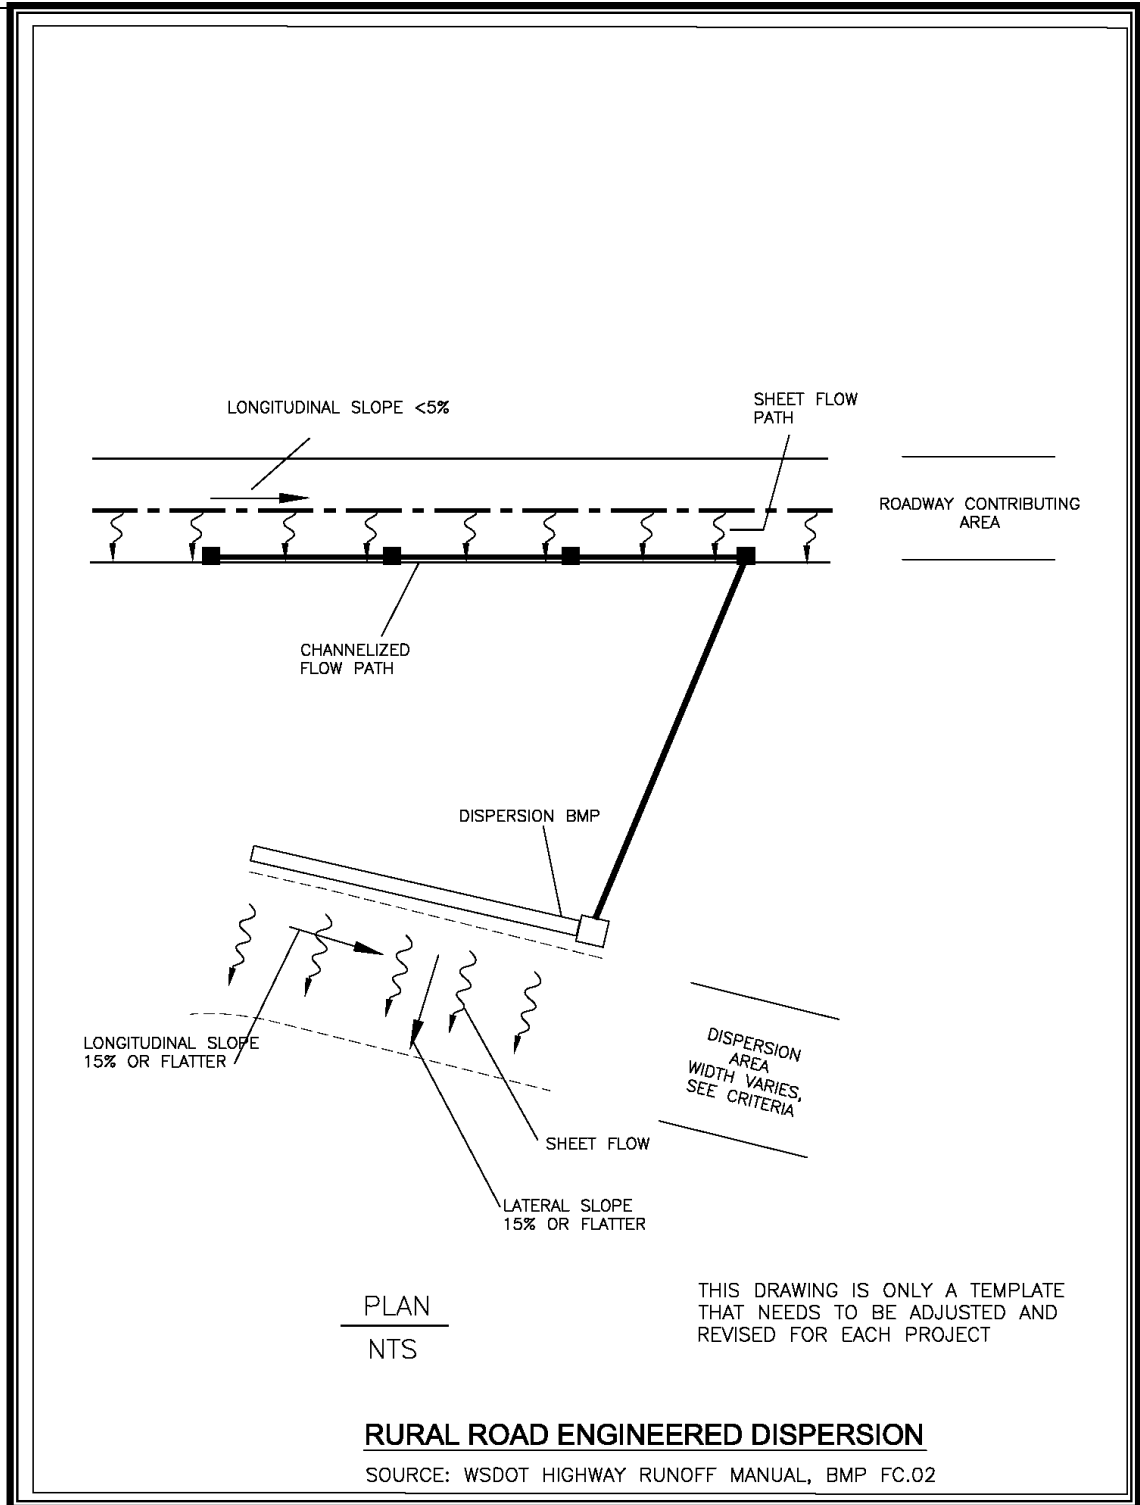 LONGITUDINAL SLOPE <5%
SHEET FLOW
PATH
ROADWAY CONTRIBUTING
AREA
CHANNELIZED
FLOW PATH
DISPERSION BMP
LONGITUDINAL SLOPE
15% OR FLATTER
DISPERSION
AREA
WIDTH VARIES,
SEE CRITERIA
SHEET FLOW
LATERAL SLOPE
15% OR FLATTER
PLAN
NTS
THIS DRAWING IS ONLY A TEMPLATE
THAT NEEDS TO BE ADJUSTED AND
REVISED FOR EACH PROJECT
RURAL ROAD ENGINEERED DISPERSION
SOURCE: WSDOT HIGHWAY RUNOFF MANUAL, BMP FC.02